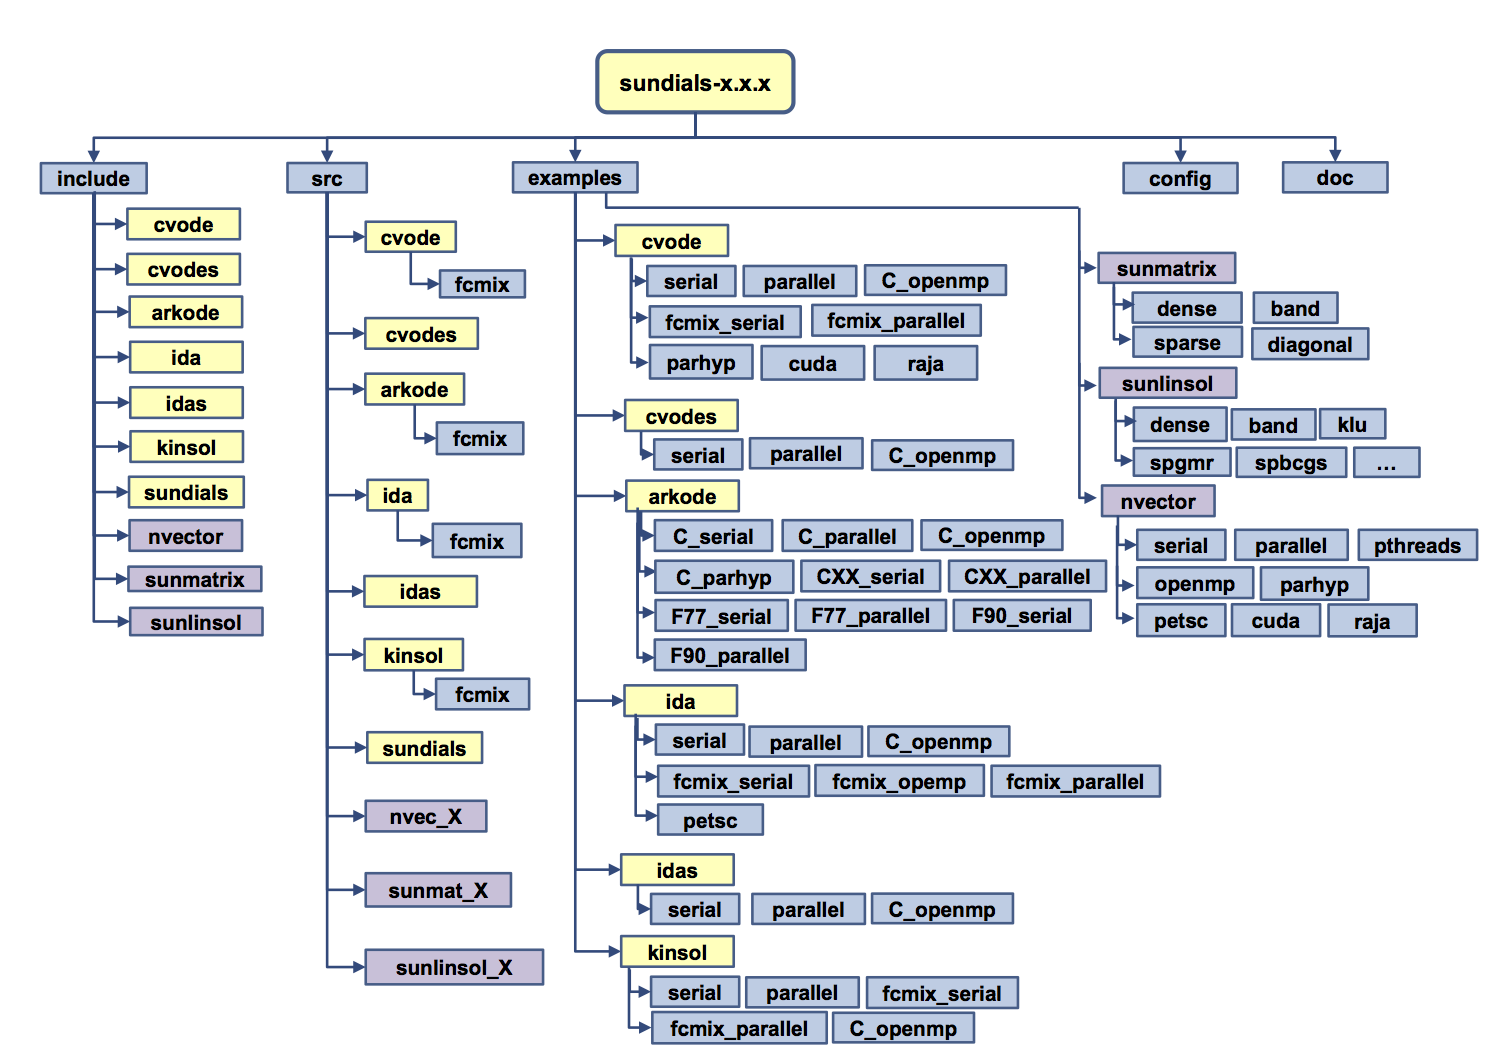 sundials-x.x.x
include
src
examples
config
doc
cvode
cvodes
arkode
ida
idas
kinsol
sundials
nvector
sunmatrix
sunlinsol
cvode
fcmix
cvodes
arkode
fcmix
ida
fcmix
idas
kinsol
fcmix
sundials
nvec_X
sunmat_X
sunlinsol_X
cvode
serial parallel C_openmp
fcmix_serial fcmix_parallel
parhyp cuda raja
cvodes
serial parallel C_openmp
arkode
C_serial C_parallel C_openmp
C_parhyp CXX_serial CXX_parallel
F77_serial F77_parallel F90_serial
F90_parallel
ida
serial parallel C_openmp
fcmix_serial fcmix_opemp fcmix_parallel
petsc
idas
serial parallel C_openmp
kinsol
serial parallel fcmix_serial
fcmix_parallel C_openmp
sunmatrix
dense band
sparse diagonal
sunlinsol
dense band klu
spgmr spbcgs ...
nvector
serial parallel pthreads
openmp parhyp
petsc cuda raja